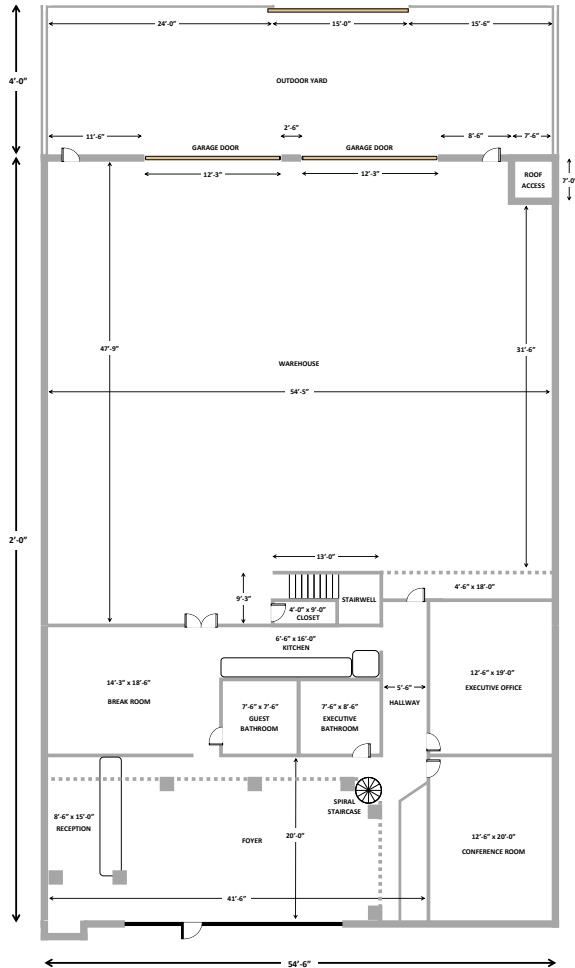 24'-0" 15'-0" 15'-6"
4'-0"
OUTDOOR YARD
2'-6"
11'-6" 8'-6" 7'-6"
GARAGE DOOR GARAGE DOOR
12'-3" 12'-3"
ROOF
ACCESS
7'-0'
47'-9"
31'-6"
WAREHOUSE
54'-5"
2'-0"
13'-0"
4'-6" x 18'-0"
9'-3"
STAIRWELL
4'-0" x 9'-0"
CLOSET
6'-6" x 16'-0"
KITCHEN
12'-6" x 19'-0"
EXECUTIVE OFFICE
14'-3" x 18'-6"
BREAK ROOM
5'-6"
HALLWAY
7'-6" x 7'-6"
GUEST
BATHROOM
7'-6" x 8'-6"
EXECUTIVE
BATHROOM
SPIRAL
STAIRCASE
8'-6" x 15'-0"
RECEPTION
FOYER
20'-0"
12'-6" x 20'-0"
CONFERENCE ROOM
41'-6"
54'-6"